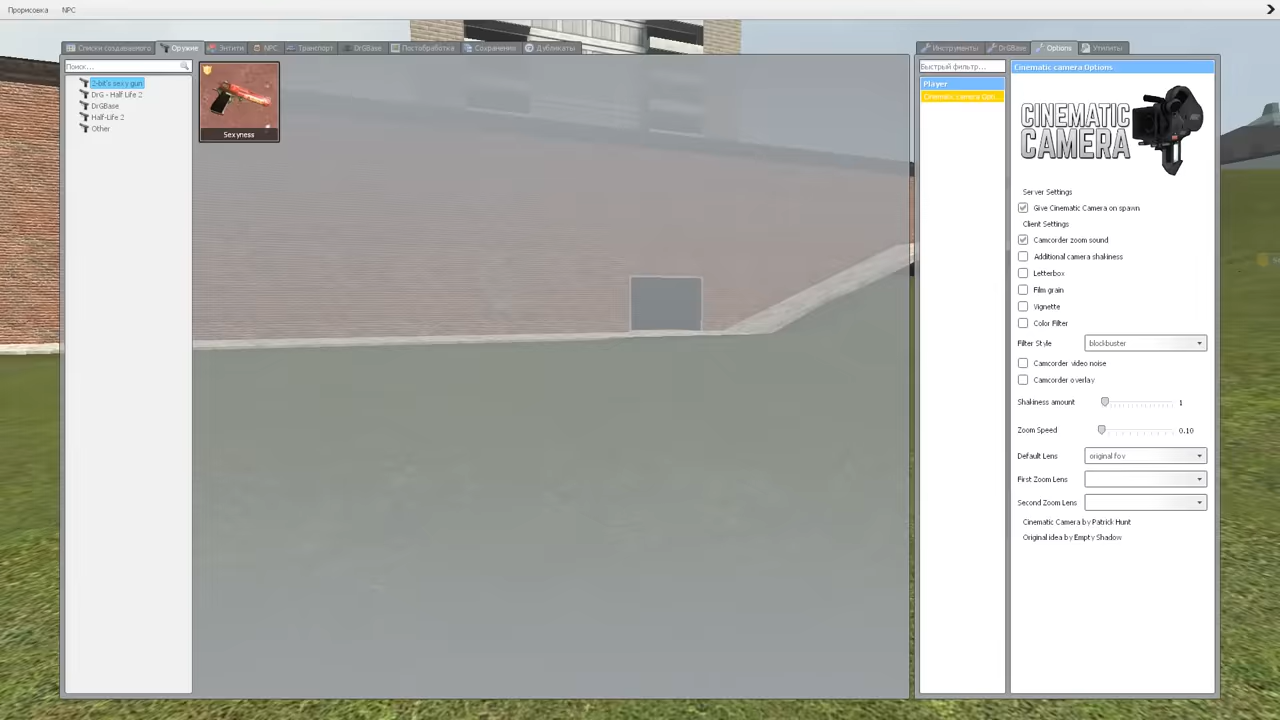 Прорисовка NPC
Списки создаваемого Оружие Энтити NPC Транспорт DrGBase Постобработка Сохранения Дубликаты
Инструменты DrGBase Options Утилиты
Поиск...
2-bit's sexy gun
DrG - Half Life 2
DrGBase
Half-Life 2
Other
Sexyness
Быстрый фильтр...
Player
Cinematic camera Opti
Cinematic camera Options
CINEMATIC
CAMERA
Server Settings
Give Cinematic Camera on spawn
Client Settings
Camcorder zoom sound
Additional camera shakiness
Letterbox
Film grain
Vignette
Color Filter
Filter Style blockbuster
Camcorder video noise
Camcorder overlay
Shakiness amount 1
Zoom Speed 0.10
Default Lens original fov
First Zoom Lens
Second Zoom Lens
Cinematic Camera by Patrick Hunt
Original idea by Empty Shadow